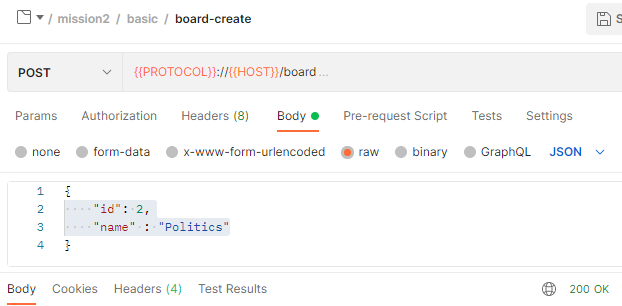 / mission2 / basic / board-create
POST {{PROTOCOL}}://{{HOST}}/board ...
Params Authorization Headers (8) Body Pre-request Script Tests Settings
none form-data x-www-form-urlencoded raw binary GraphQL JSON
1 {
2 "id": 2,
3 "name" : "Politics"
4 }
Body Cookies Headers (4) Test Results 200 OK